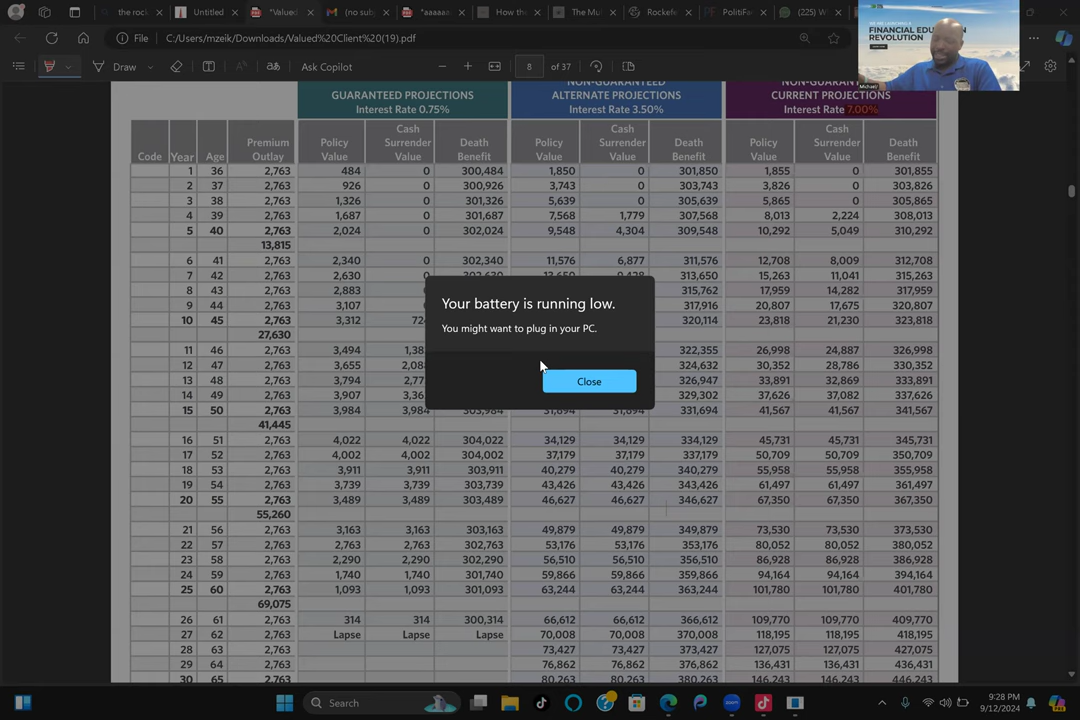 the rock
Untitled
*Valued
(no sub
*aaaaaa
How the
The Mu
Rockefe
PolitiFac
(225) W
File
C:/Users/mzeik/Downloads/Valued%20Client (19).pdf
WE ARE LAUNCHING A
FINANCIAL EDU
N
REVOLUTION
Michael
Draw
Ask Copilot
8 of 37
GUARANTEED PROJECTIONS
Interest Rate 0.75%
NON-GUARANTEED
ALTERNATE PROJECTIONS
Interest Rate 3.50%
NON-GUARAN
CURRENT PROJECTIONS
Interest Rate 7.00%
Code Year Age Premium Outlay Policy Value Cash Surrender Value Death Benefit Policy Value Cash Surrender Value Death Benefit Policy Value Cash Surrender Value Death Benefit
1 36 2,763 484 0 300,484 1,850 0 301,850 1,855 0 301,855
2 37 2,763 926 0 300,926 3,743 0 303,743 3,826 0 303,826
3 38 2,763 1,326 0 301,326 5,639 0 305,639 5,865 0 305,865
4 39 2,763 1,687 0 301,687 7,568 1,779 307,568 8,013 2,224 308,013
5 40 2,763 2,024 0 302,024 9,548 4,304 309,548 10,292 5,049 310,292
13,815
6 41 2,763 2,340 0 302,340 11,576 6,877 311,576 12,708 8,009 312,708
7 42 2,763 2,630 0 302,630 13,650 9,428 313,650 15,263 11,041 315,263
8 43 2,763 2,883 315,762 17,959 14,282 317,959
9 44 2,763 3,107 317,916 20,807 17,675 320,807
10 45 2,763 3,312 72 320,114 23,818 21,230 323,818
27,630
11 46 2,763 3,494 1,38 322,355 26,998 24,887 326,998
12 47 2,763 3,655 2,08 324,632 30,352 28,786 330,352
13 48 2,763 3,794 2,77 326,947 33,891 32,869 333,891
14 49 2,763 3,907 3,36 329,302 37,626 37,082 337,626
15 50 2,763 3,984 3,984 303,984 31,694 31,694 331,694 41,567 41,567 341,567
41,445
16 51 2,763 4,022 4,022 304,022 34,129 34,129 334,129 45,731 45,731 345,731
17 52 2,763 4,002 4,002 304,002 37,179 37,179 337,179 50,709 50,709 350,709
18 53 2,763 3,911 3,911 303,911 40,279 40,279 340,279 55,958 55,958 355,958
19 54 2,763 3,739 3,739 303,739 43,426 43,426 343,426 61,497 61,497 361,497
20 55 2,763 3,489 3,489 303,489 46,627 46,627 346,627 67,350 67,350 367,350
55,260
21 56 2,763 3,163 3,163 303,163 49,879 49,879 349,879 73,530 73,530 373,530
22 57 2,763 2,763 2,763 302,763 53,176 53,176 353,176 80,052 80,052 380,052
23 58 2,763 2,290 2,290 302,290 56,510 56,510 356,510 86,928 86,928 386,928
24 59 2,763 1,740 1,740 301,740 59,866 59,866 359,866 94,164 94,164 394,164
25 60 2,763 1,093 1,093 301,093 63,244 63,244 363,244 101,780 101,780 401,780
69,075
26 61 2,763 314 314 300,314 66,612 66,612 366,612 109,770 109,770 409,770
27 62 2,763 Lapse Lapse Lapse 70,008 70,008 370,008 118,195 118,195 418,195
28 63 2,763 73,427 73,427 373,427 127,075 127,075 427,075
29 64 2,763 76,862 76,862 376,862 136,431 136,431 436,431
30 65 2,763 80,263 80,263 380,263 146,243 146,243 446,243
Your battery is running low.
You might want to plug in your PC.
Close
Search
9:28 PM
9/12/2024